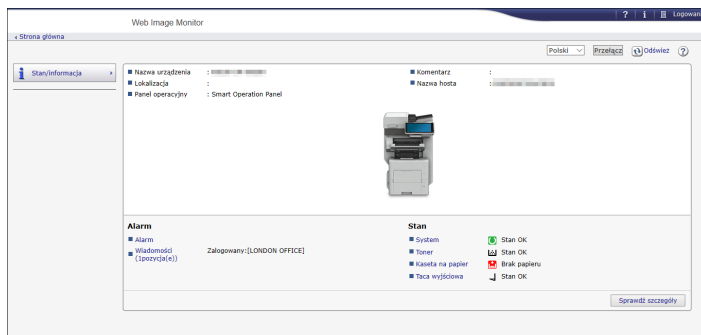 Web Image Monitor
? i Logowan
Strona główna
Polski Przełącz Odśwież ?
Stan/informacja
Nazwa urządzenia :
Komentarz :
Lokalizacja :
Nazwa hosta :
Panel operacyjny : Smart Operation Panel
Alarm
Stan
Alarm
System Stan OK
Wiadomości
(1pozycja(e))
Zalogowany:[LONDON OFFICE]
Toner Stan OK
Kaseta na papier Brak papieru
Taca wyjściowa Stan OK
Sprawdź szczegóły